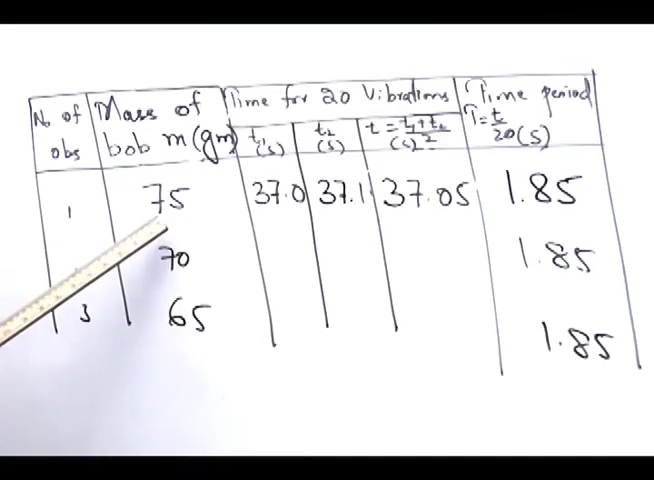 No of obs | Mass of bob m(gm) | Time for 20 Vibrations | Time period T=t/20(s)
t1(s) | t2(s) | t=t1+t2/2(s)
1 | 75 | 37.0 | 37.1 | 37.05 | 1.85
70 | 1.85
3 | 65 | 1.85